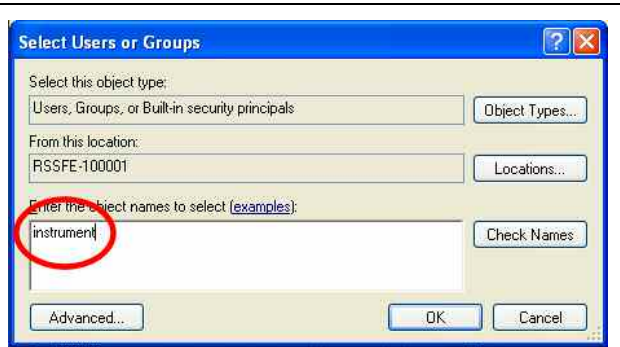 Select Users or Groups
Select this object type:
Users, Groups, or Built-in security principals
Object Types...
From this location:
RSSFE-100001
Locations...
Enter the object names to select (examples):
instrument
Check Names
Advanced...
OK
Cancel